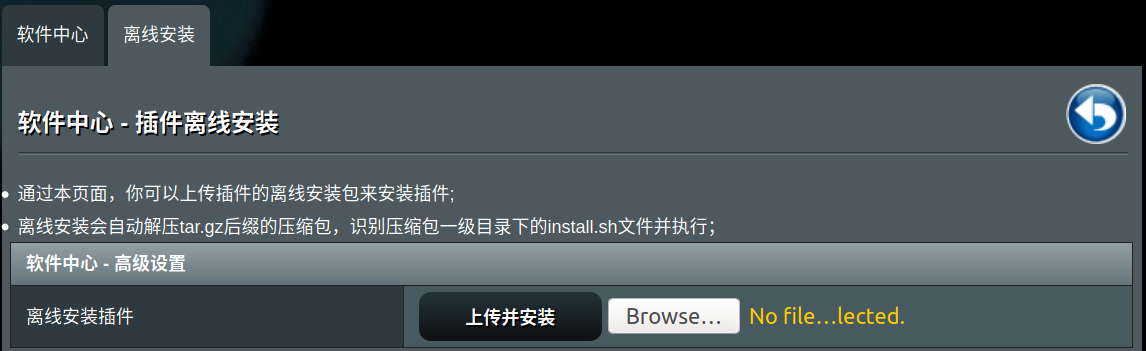 软件中心 离线安装
软件中心 - 插件离线安装
通过本页面，你可以上传插件的离线安装包来安装插件;
离线安装会自动解压tar.gz后缀的压缩包，识别压缩包一级目录下的install.sh文件并执行；
软件中心 - 高级设置
离线安装插件 上传并安装 Browse... No file...lected.